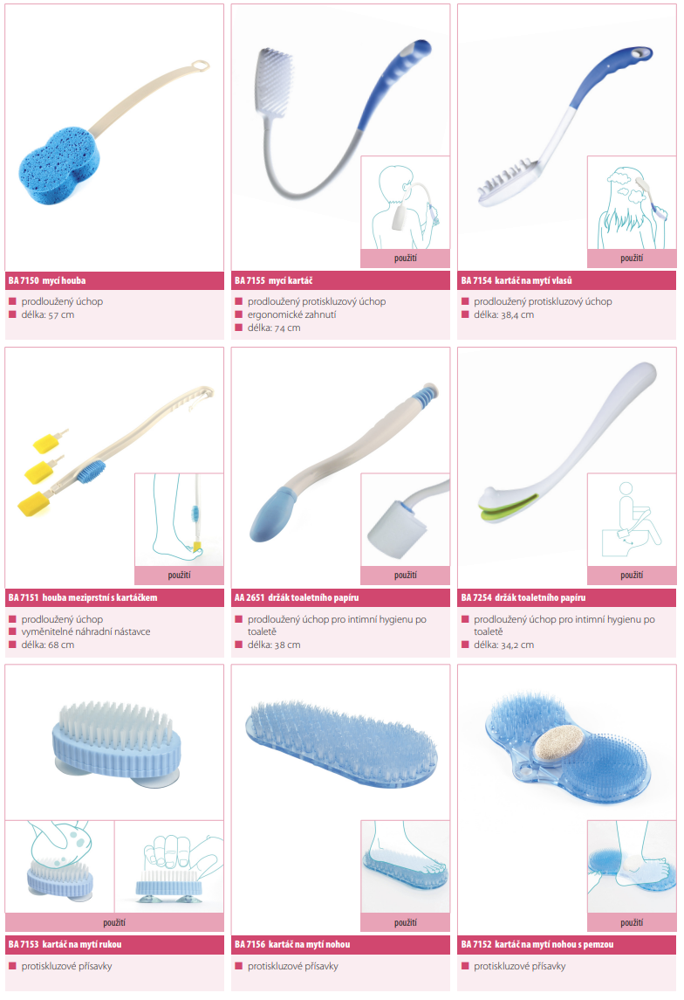 použití
použití
BA 7150 mycí houba
BA 7155 mycí kartáč
BA 7154 kartáč na mytí vlasů
prodloužený úchop
délka: 57 cm
prodloužený protiskluzový úchop
ergonomické zahnutí
délka: 74 cm
prodloužený protiskluzový úchop
délka: 38,4 cm
použití
použití
použití
BA 7151 houba meziprstní s kartáčkem
AA 2651 držák toaletního papíru
BA 7254 držák toaletního papíru
prodloužený úchop
vyměnitelné náhradní nástavce
délka: 68 cm
prodloužený úchop pro intimní hygienu po
toaletě
délka: 38 cm
prodloužený úchop pro intimní hygienu po
toaletě
délka: 34,2 cm
použití
použití
použití
BA 7153 kartáč na mytí rukou
BA 7156 kartáč na mytí nohou
BA 7152 kartáč na mytí nohou s pemzou
protiskluzové přísavky
protiskluzové přísavky
protiskluzové přísavky